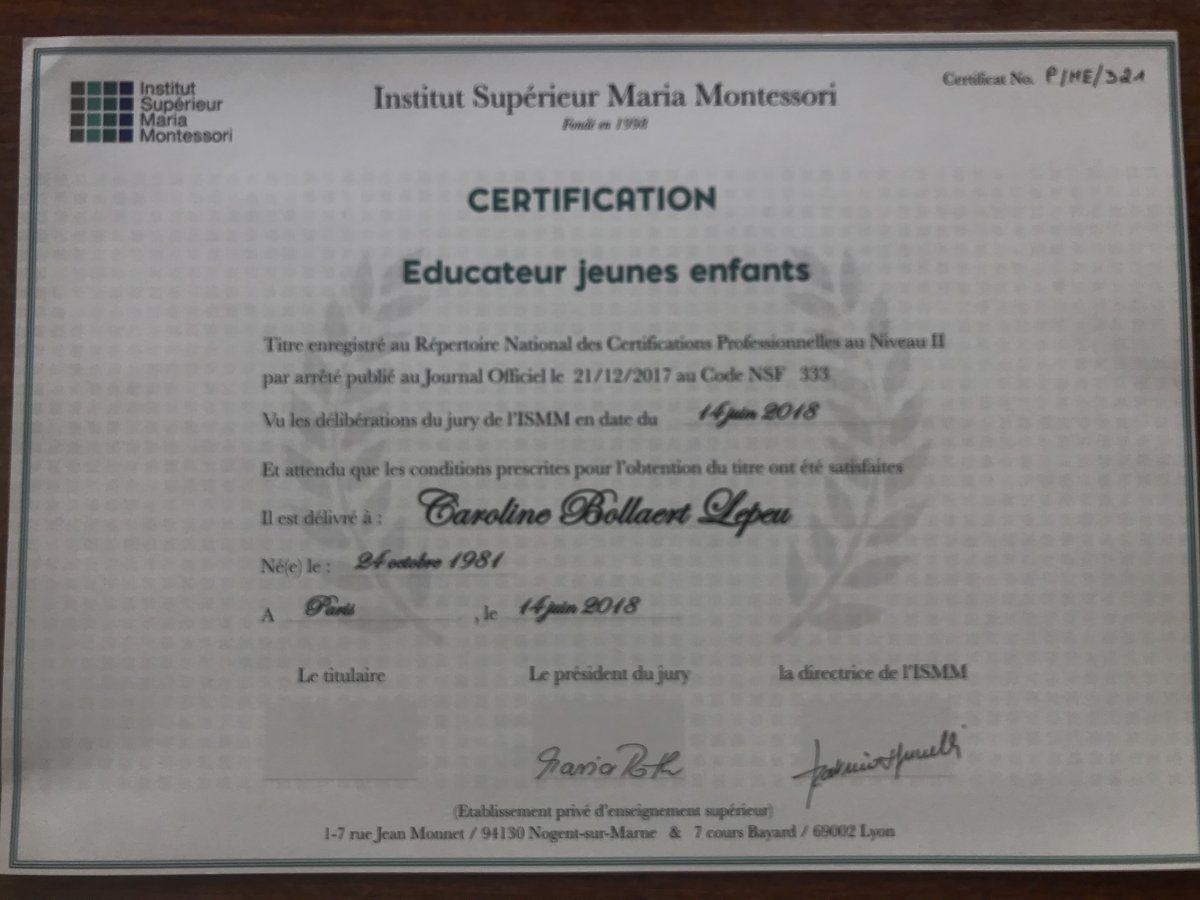 Institut
Supérieur
Maria
Montessori
Institut Supérieur Maria Montessori
Fondé en 1998
Certificat No. P/ME/321
CERTIFICATION
Educateur jeunes enfants
Titre enregistré au Répertoire National des Certifications Professionnelles au Niveau II
par arrêté publié au Journal Officiel le 21/12/2017 au Code NSF 333
Vu les délibérations du jury de l'ISMM en date du 14 juin 2018
Et attendu que les conditions prescrites pour l'obtention du titre ont été satisfaites
Il est délivré à : Caroline Bollaert Lepeu
Né(e) le : 24 octobre 1981
A Paris , le 14 juin 2018
Le titulaire Le président du jury la directrice de l'ISMM
(Etablissement privé d'enseignement supérieur)
1-7 rue Jean Monnet / 94130 Nogent-sur-Marne & 7 cours Bayard / 69002 Lyon